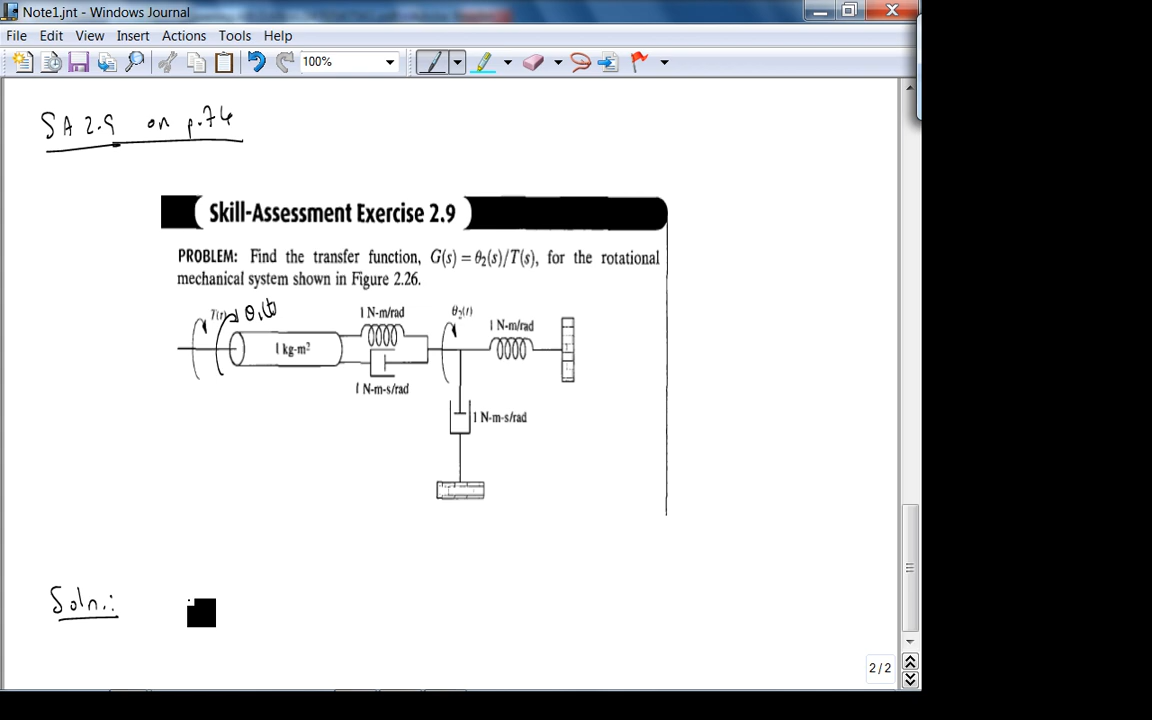 Note1.jnt - Windows Journal
File Edit View Insert Actions Tools Help
100%
SA 2.9 on p.76
Skill-Assessment Exercise 2.9
PROBLEM: Find the transfer function, G(s) = θ₂(s)/T(s), for the rotational
mechanical system shown in Figure 2.26.
T(t) θ₁(t)
1 N-m/rad
θ₂(t)
1 N-m/rad
1 kg-m²
1 N-m-s/rad
1 N-m-s/rad
Soln.:
2 / 2